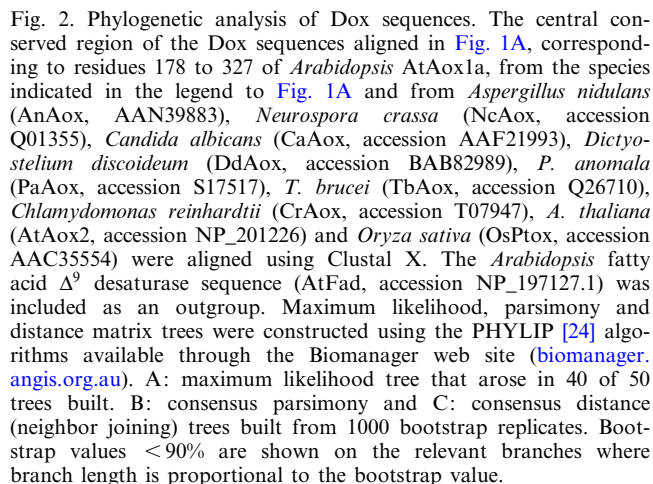 Fig. 2. Phylogenetic analysis of Dox sequences. The central con-
served region of the Dox sequences aligned in Fig. 1A, correspond-
ing to residues 178 to 327 of Arabidopsis AtAox1a, from the species
indicated in the legend to Fig. 1A and from Aspergillus nidulans
(AnAox, AAN39883), Neurospora crassa (NcAox, accession
Q01355), Candida albicans (CaAox, accession AAF21993), Dictyo-
stelium discoideum (DdAox, accession BAB82989), P. anomala
(PaAox, accession S17517), T. brucei (TbAox, accession Q26710),
Chlamydomonas reinhardtii (CrAox, accession T07947), A. thaliana
(AtAox2, accession NP_201226) and Oryza sativa (OsPtox, accession
AAC35554) were aligned using Clustal X. The Arabidopsis fatty
acid Δ9 desaturase sequence (AtFad, accession NP_197127.1) was
included as an outgroup. Maximum likelihood, parsimony and
distance matrix trees were constructed using the PHYLIP [24] algo-
rithms available through the Biomanager web site (biomanager.
angis.org.au). A: maximum likelihood tree that arose in 40 of 50
trees built. B: consensus parsimony and C: consensus distance
(neighbor joining) trees built from 1000 bootstrap replicates. Boot-
strap values <90% are shown on the relevant branches where
branch length is proportional to the bootstrap value.